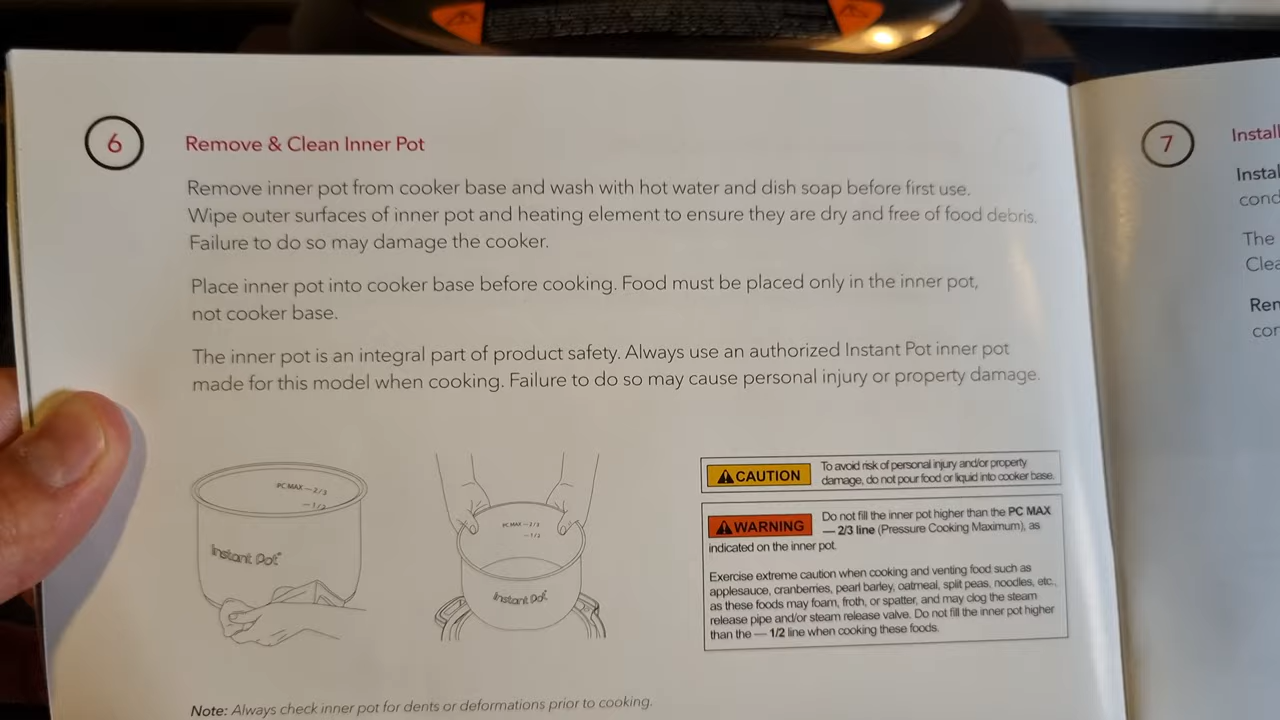 6
Remove & Clean Inner Pot
Remove inner pot from cooker base and wash with hot water and dish soap before first use.
Wipe outer surfaces of inner pot and heating element to ensure they are dry and free of food debris.
Failure to do so may damage the cooker.
Place inner pot into cooker base before cooking. Food must be placed only in the inner pot,
not cooker base.
The inner pot is an integral part of product safety. Always use an authorized Instant Pot inner pot
made for this model when cooking. Failure to do so may cause personal injury or property damage.
PC MAX — 2/3
— 1/2
Instant Pot
PC MAX — 2/3
— 1/2
Instant Pot
CAUTION
To avoid risk of personal injury and/or property
damage, do not pour food or liquid into cooker base.
WARNING
Do not fill the inner pot higher than the PC MAX
— 2/3 line (Pressure Cooking Maximum), as
indicated on the inner pot.
Exercise extreme caution when cooking and venting food such as
applesauce, cranberries, pearl barley, oatmeal, split peas, noodles, etc.,
as these foods may foam, froth, or spatter, and may clog the steam
release pipe and/or steam release valve. Do not fill the inner pot higher
than the — 1/2 line when cooking these foods.
Note: Always check inner pot for dents or deformations prior to cooking.
7
Install
Instal
cond
The
Clea
Rem
con